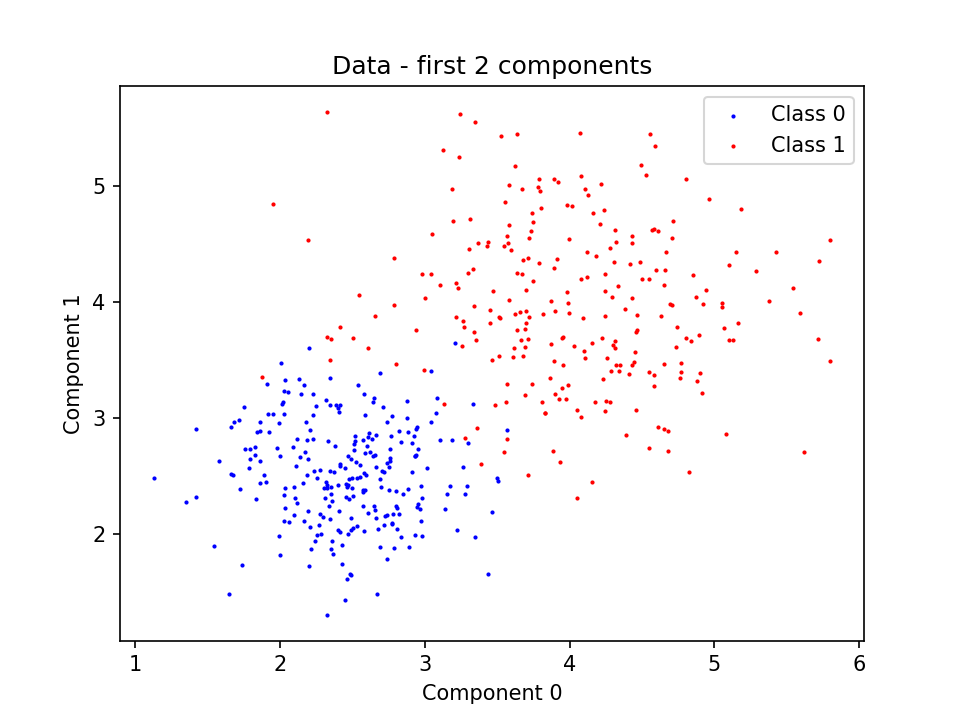 Data - first 2 components
Class 0
Class 1
5
4
3
2
Component 1
1 2 3 4 5 6
Component 0